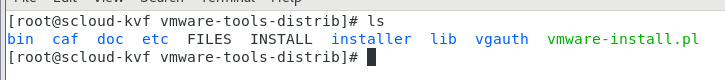 [root@scloud-kvf vmware-tools-distrib]# ls
bin caf doc etc FILES INSTALL installer lib vgauth vmware-install.pl
[root@scloud-kvf vmware-tools-distrib]#